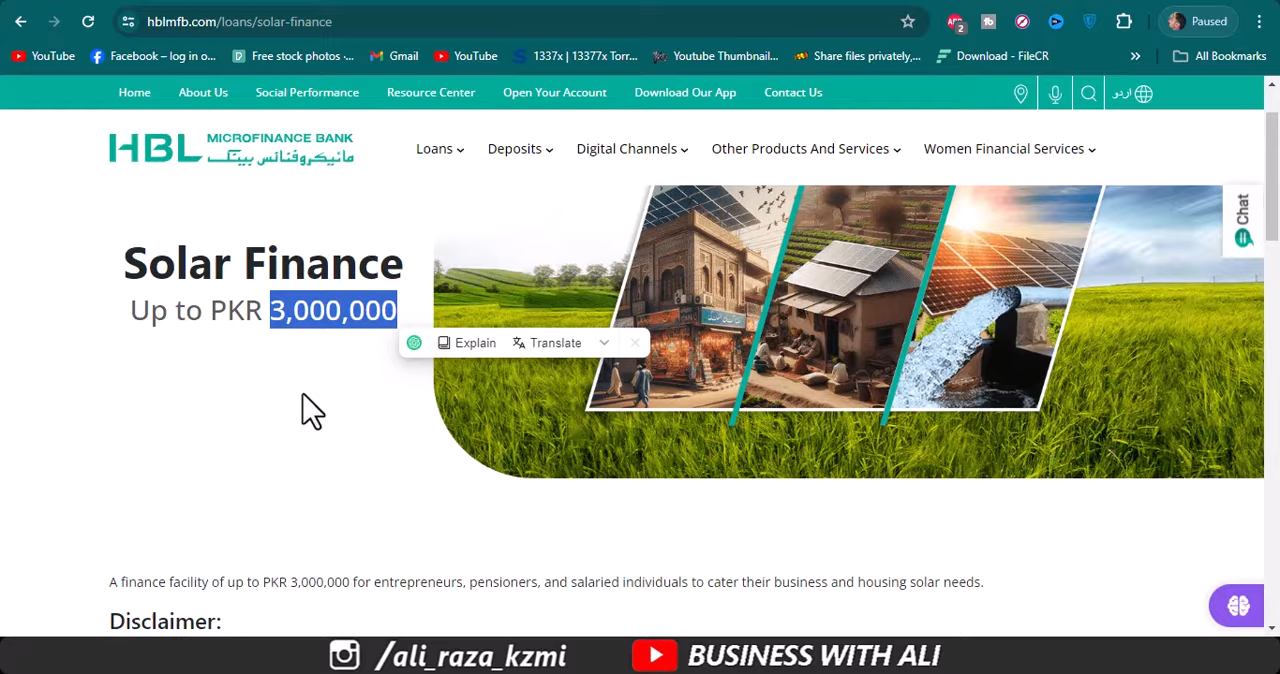 hblmfb.com/loans/solar-finance
2
Paused
YouTube
Facebook – log in o...
Free stock photos ·...
Gmail
YouTube
1337x | 13377x Torr...
Youtube Thumbnail...
Share files privately,...
Download - FileCR
»
All Bookmarks
Home
About Us
Social Performance
Resource Center
Open Your Account
Download Our App
Contact Us
اردو
HBL MICROFINANCE BANK
مائیکروفنانس بینک
Loans
Deposits
Digital Channels
Other Products And Services
Women Financial Services
Chat
Solar Finance
Up to PKR 3,000,000
Explain
Translate
A finance facility of up to PKR 3,000,000 for entrepreneurs, pensioners, and salaried individuals to cater their business and housing solar needs.
Disclaimer:
/ali_raza_kzmi
BUSINESS WITH ALI